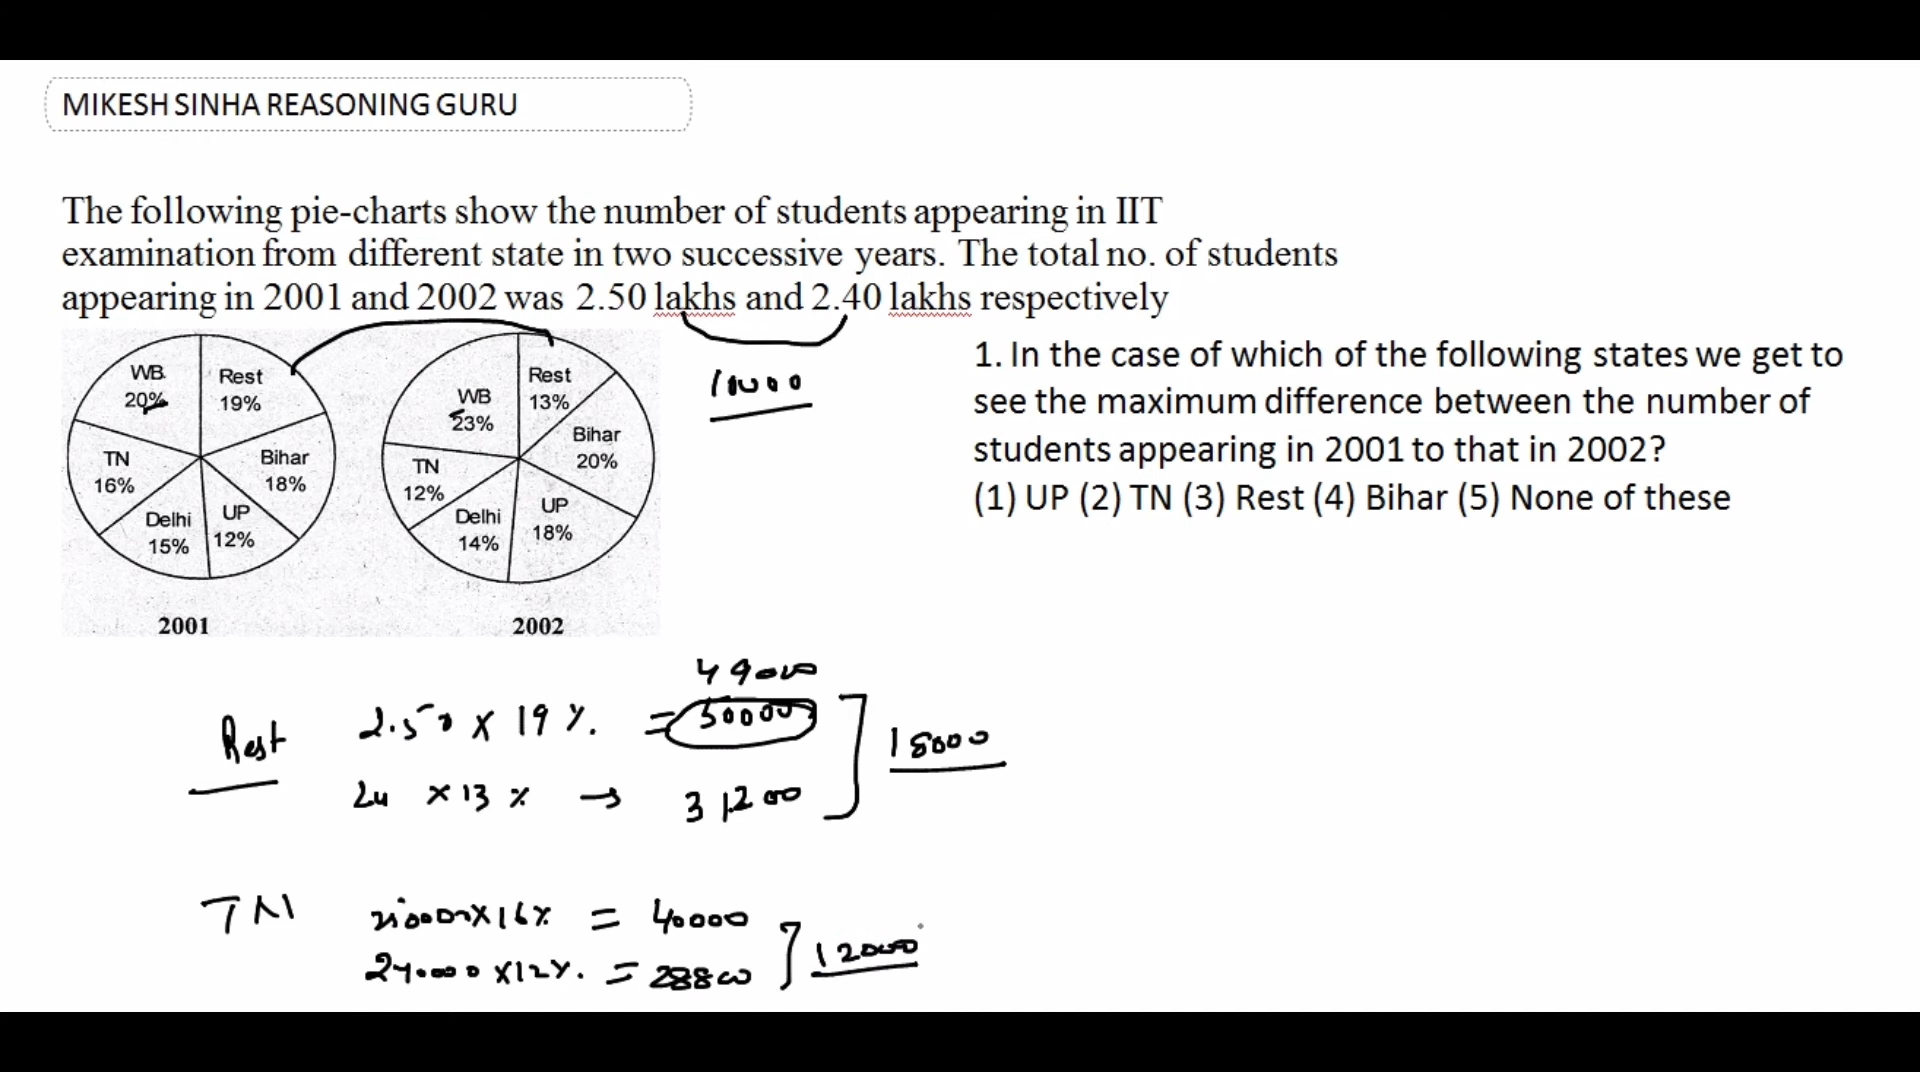 MIKESH SINHA REASONING GURU
The following pie-charts show the number of students appearing in IIT
examination from different state in two successive years. The total no. of students
appearing in 2001 and 2002 was 2.50 lakhs and 2.40 lakhs respectively
WB
20%
Rest
19%
Bihar
18%
UP
12%
Delhi
15%
TN
16%
2001
WB
23%
Rest
13%
Bihar
20%
UP
18%
Delhi
14%
TN
12%
2002
10000
1. In the case of which of the following states we get to
see the maximum difference between the number of
students appearing in 2001 to that in 2002?
(1) UP (2) TN (3) Rest (4) Bihar (5) None of these
49000
Rest 2.50 x 19 %. = 50000
18000
24 x 13 % → 31200
TN 250000 x 16% = 40000
240000 x 12%. = 28800
12000